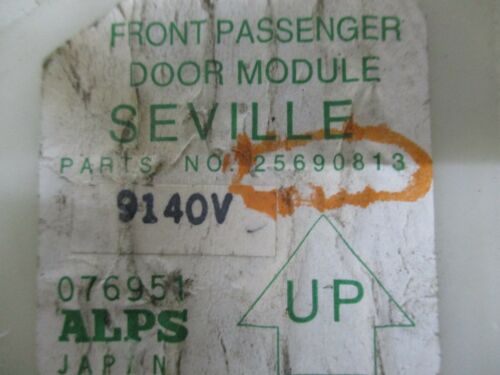 FRONT PASSENGER
DOOR MODULE
SEVILLE
PARTS NO. 25690813
9140V
076951
ALPS
JAPAN
UP